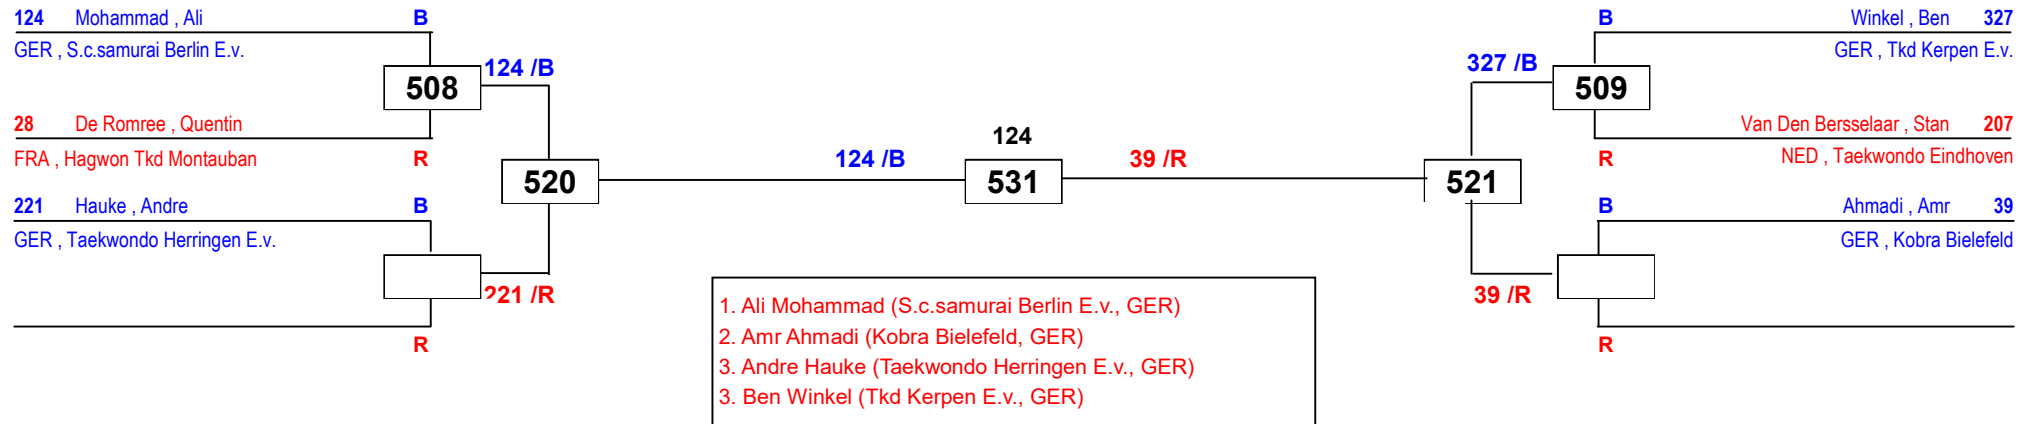 124 Mohammad , Ali B
GER , S.c.samurai Berlin E.v.
508
124 /B
28 De Romree , Quentin
FRA , Hagwon Tkd Montauban R
520
221 Hauke , Andre B
GER , Taekwondo Herringen E.v.
221 /R
R
124 /B
124
531
39 /R
B Winkel , Ben 327
GER , Tkd Kerpen E.v.
327 /B
509
Van Den Bersselaar , Stan 207
R NED , Taekwondo Eindhoven
521
B Ahmadi , Amr 39
GER , Kobra Bielefeld
39 /R
R
1. Ali Mohammad (S.c.samurai Berlin E.v., GER)
2. Amr Ahmadi (Kobra Bielefeld, GER)
3. Andre Hauke (Taekwondo Herringen E.v., GER)
3. Ben Winkel (Tkd Kerpen E.v., GER)